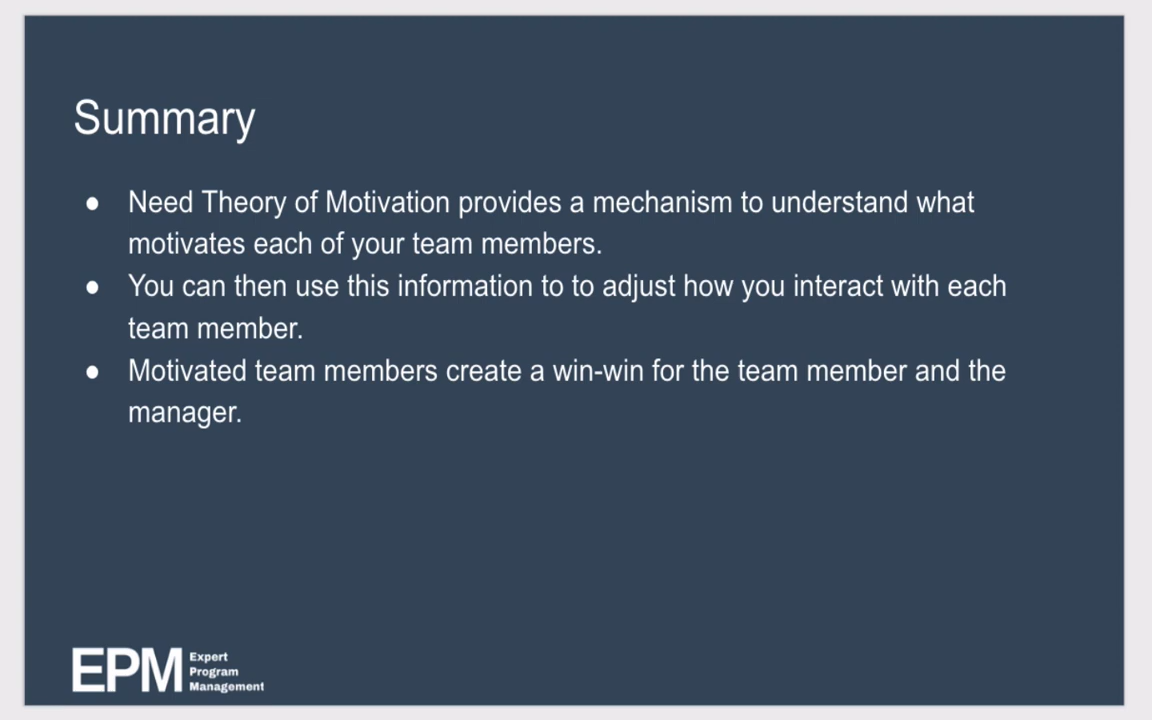 Summary
● Need Theory of Motivation provides a mechanism to understand what
motivates each of your team members.
● You can then use this information to to adjust how you interact with each
team member.
● Motivated team members create a win-win for the team member and the
manager.
EPM
Expert
Program
Management